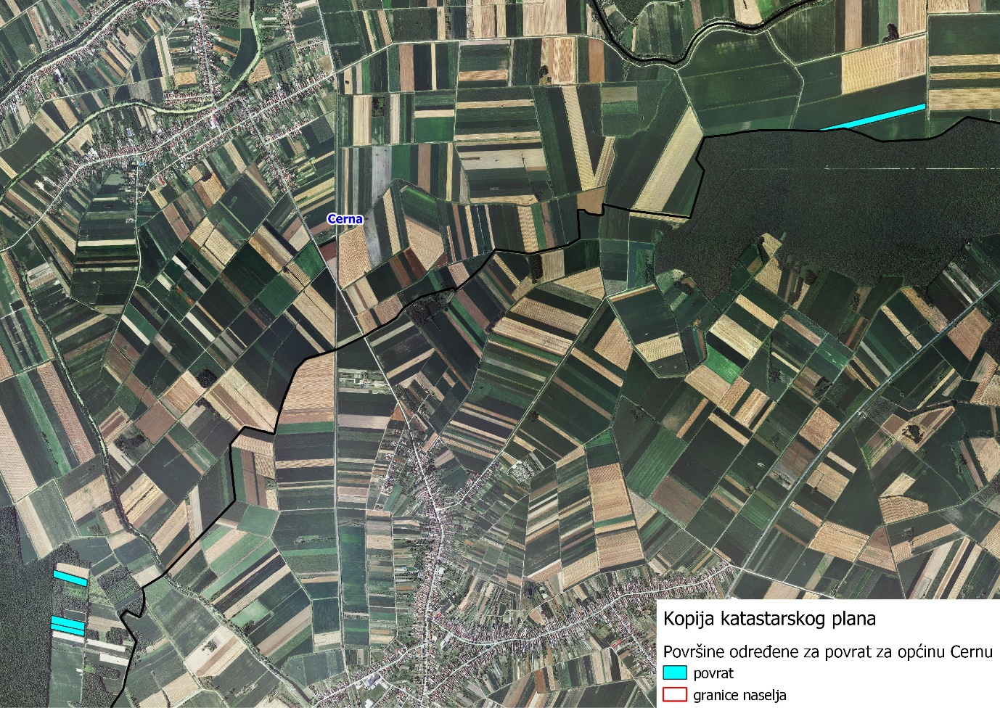 Cerna
Kopija katastarskog plana
Površine određene za povrat za općinu Cernu
povrat
granice naselja